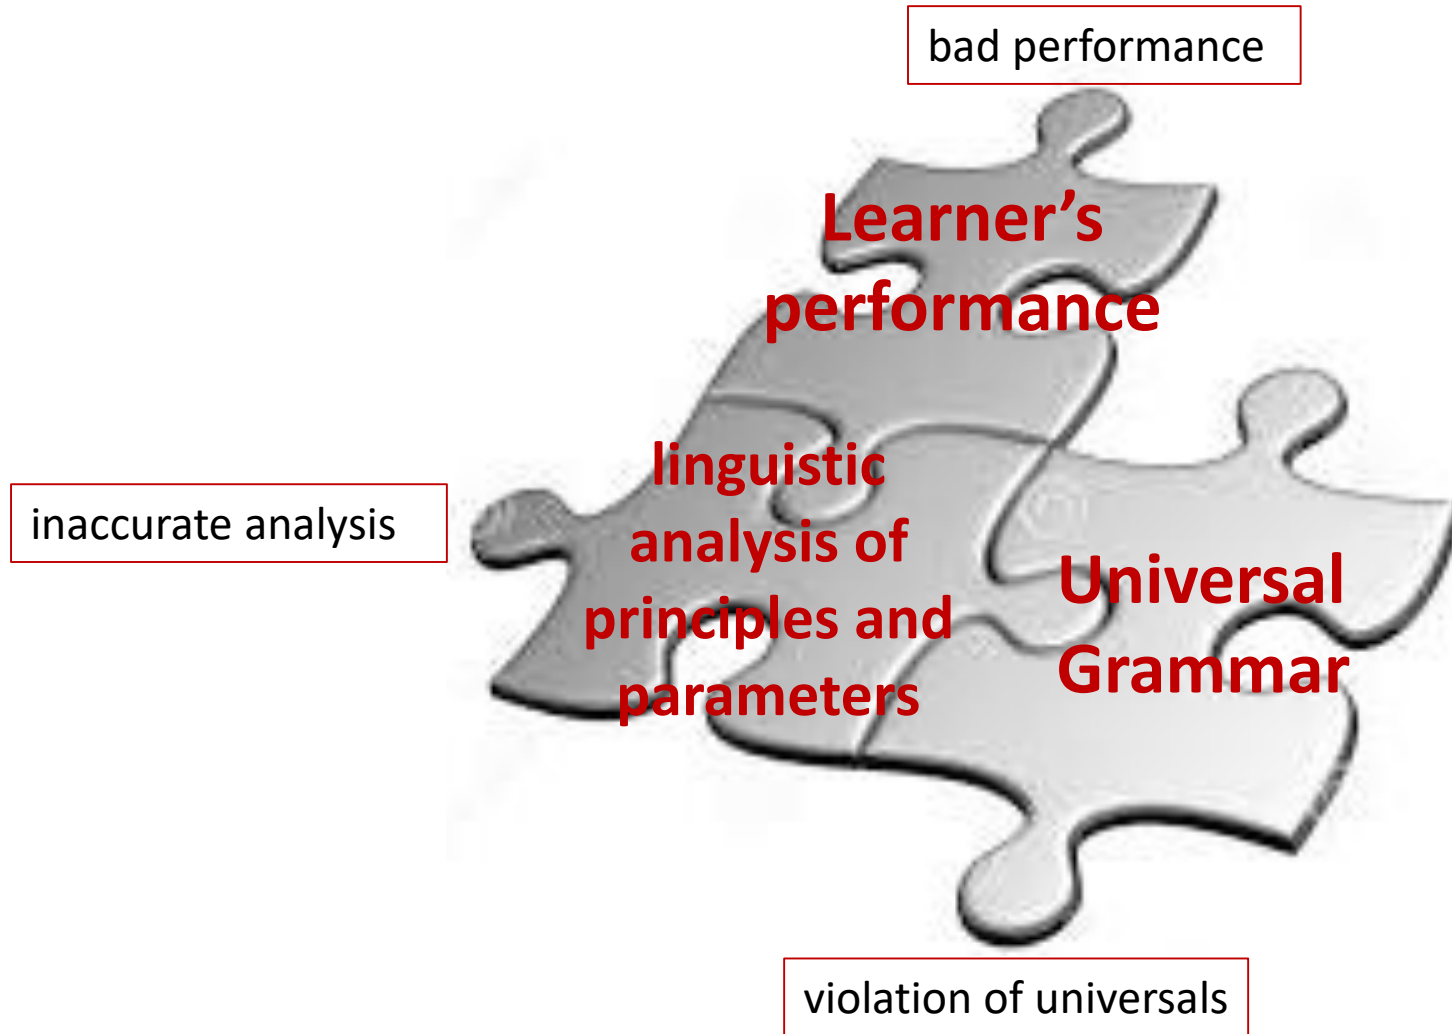 bad performance
Learner’s
performance
linguistic
analysis of
principles and
parameters
inaccurate analysis
Universal
Grammar
violation of universals